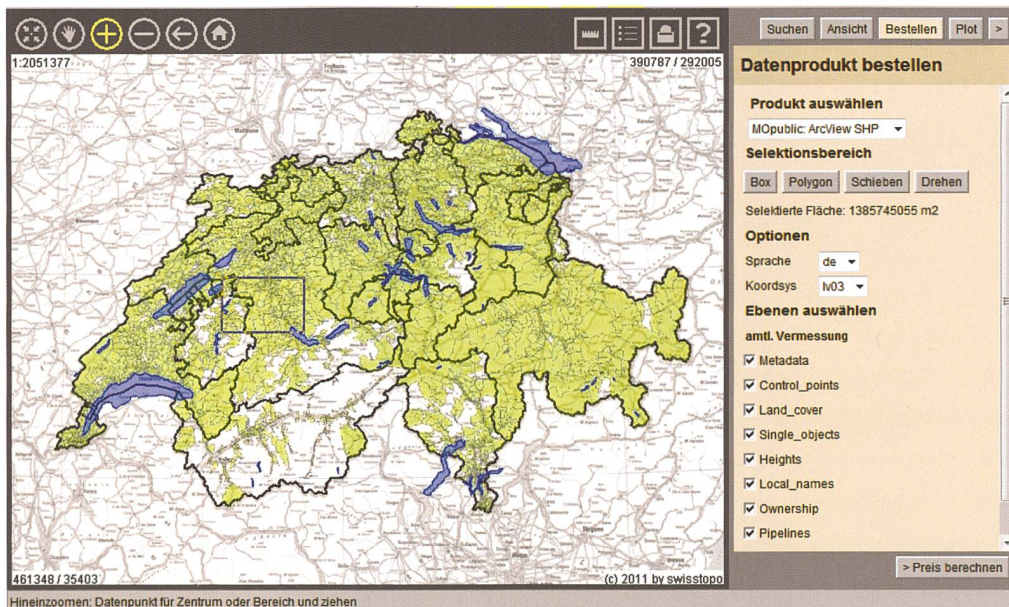 1:2051377
390787 / 292005
461348 / 35403
(c) 2011 by swisstopo
Hineinzoomen: Datenpunkt für Zentrum oder Bereich und ziehen
Suchen Ansicht Bestellen Plot >
Datenprodukt bestellen
Produkt auswählen
MOpublic: ArcView SHP
Selektionsbereich
Box Polygon Schieben Drehen
Selektierte Fläche: 1385745055 m2
Optionen
Sprache de
Koordsys lv03
Ebenen auswählen
amtl. Vermessung
Metadata
Control_points
Land_cover
Single_objects
Heights
Local_names
Ownership
Pipelines
> Preis berechnen